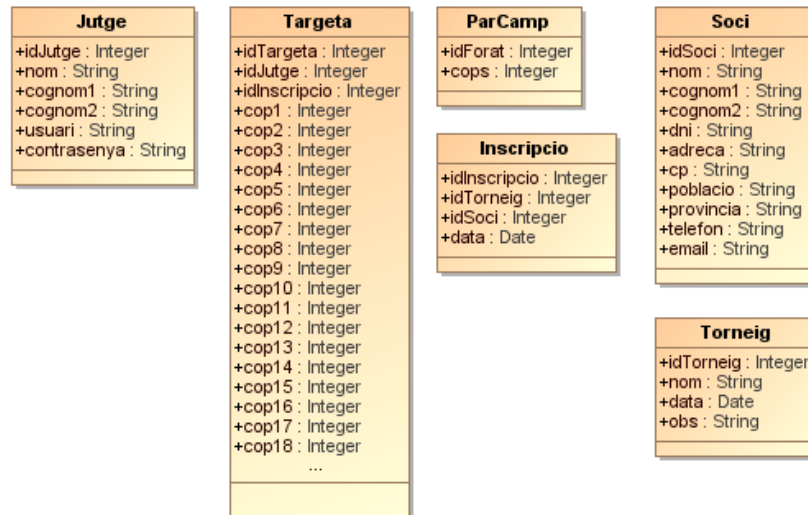 Jutge
+idJutge : Integer
+nom : String
+cognom1 : String
+cognom2 : String
+usuari : String
+contrasenya : String
Targeta
+idTargeta : Integer
+idJutge : Integer
+idInscripcio : Integer
+cop1 : Integer
+cop2 : Integer
+cop3 : Integer
+cop4 : Integer
+cop5 : Integer
+cop6 : Integer
+cop7 : Integer
+cop8 : Integer
+cop9 : Integer
+cop10 : Integer
+cop11 : Integer
+cop12 : Integer
+cop13 : Integer
+cop14 : Integer
+cop15 : Integer
+cop16 : Integer
+cop17 : Integer
+cop18 : Integer
...
ParCamp
+idForat : Integer
+cops : Integer
Inscripcio
+idInscripcio : Integer
+idTorneig : Integer
+idSoci : Integer
+data : Date
Soci
+idSoci : Integer
+nom : String
+cognom1 : String
+cognom2 : String
+dni : String
+adreca : String
+cp : String
+poblacio : String
+provincia : String
+telefon : String
+email : String
Torneig
+idTorneig : Integer
+nom : String
+data : Date
+obs : String